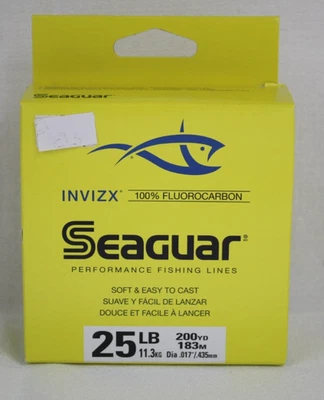 SEAGUAR
INVIZX® 100% FLUOROCARBON
SEAGUAR®
PERFORMANCE FISHING LINES
SOFT & EASY TO CAST
SUAVE Y FÁCIL DE LANZAR
DOUCE ET FACILE À LANCER
25LB 200YD
11.3KG 183M
Dia .017"/.435mm